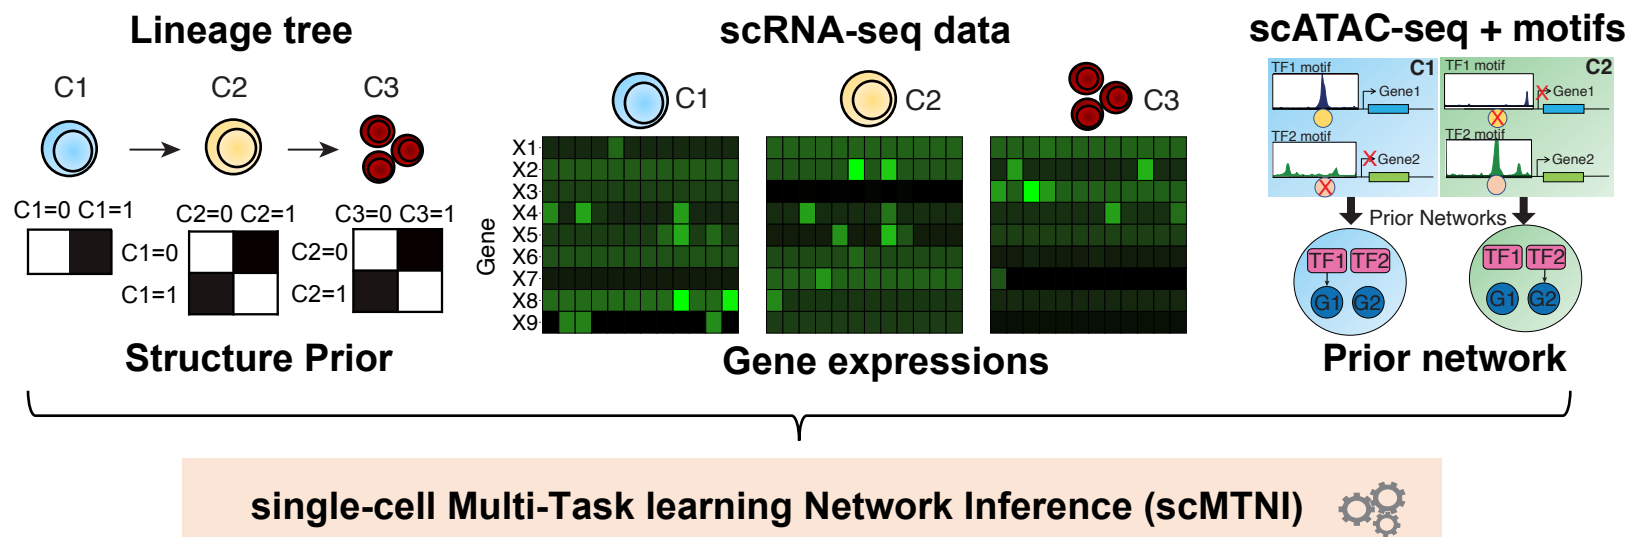 Lineage tree
C1 C2 C3
C1=0 C1=1
C2=0 C2=1
C1=0
C1=1
C3=0 C3=1
C2=0
C2=1
Structure Prior
scRNA-seq data
C1 C2 C3
Gene
X1
X2
X3
X4
X5
X6
X7
X8
X9
Gene expressions
scATAC-seq + motifs
C1
TF1 motif
Gene1
X
TF2 motif
X
Gene2
X
C2
TF1 motif
X
Gene1
X
TF2 motif
Gene2
Prior Networks
TF1 TF2
G1 G2
TF1 TF2
G1 G2
Prior network
single-cell Multi-Task learning Network Inference (scMTNI)